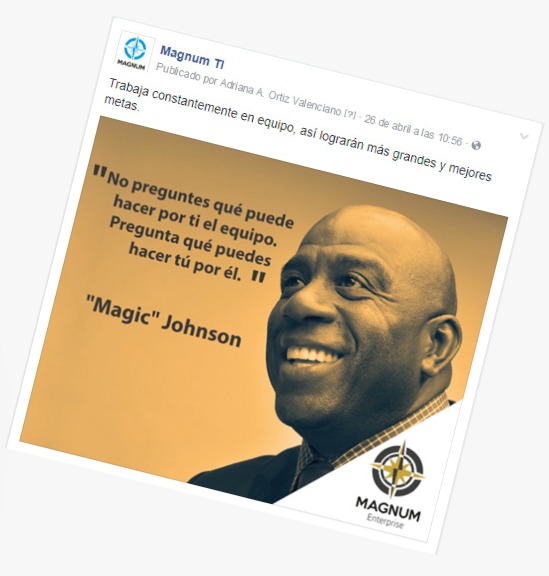 MAGNUM
Magnum TI
Publicado por Adriana A. Ortiz Valenciano [?] · 26 de abril a las 10:56 ·
Trabaja constantemente en equipo, así lograrán más grandes y mejores
metas.
"No preguntes qué puede
hacer por ti el equipo.
Pregunta qué puedes
hacer tú por él. "
"Magic" Johnson
MAGNUM
Enterprise